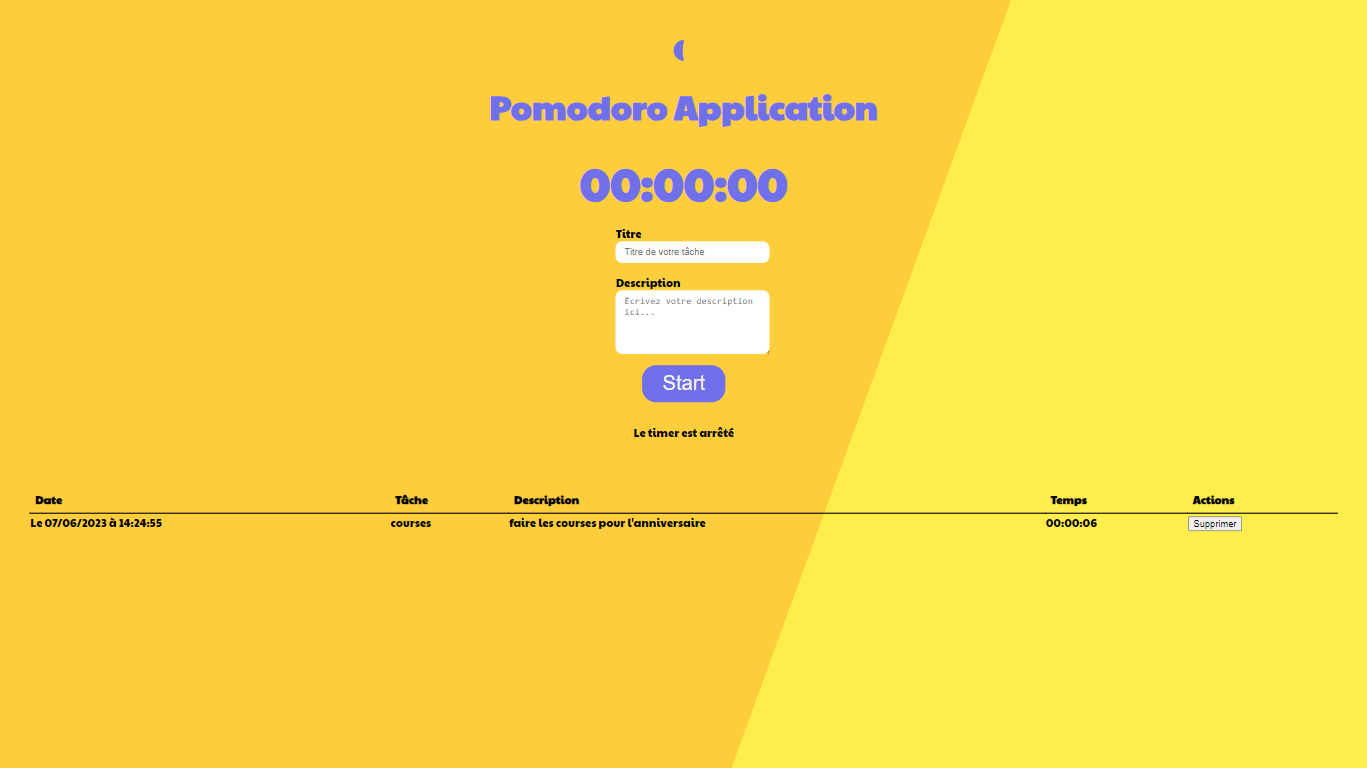 Pomodoro Application
00:00:00
Titre
Titre de votre tâche
Description
Écrivez votre description
ici...
Start
Le timer est arrêté
Date Tâche Description Temps Actions
Le 07/06/2023 à 14:24:55 courses faire les courses pour l'anniversaire 00:00:06 Supprimer